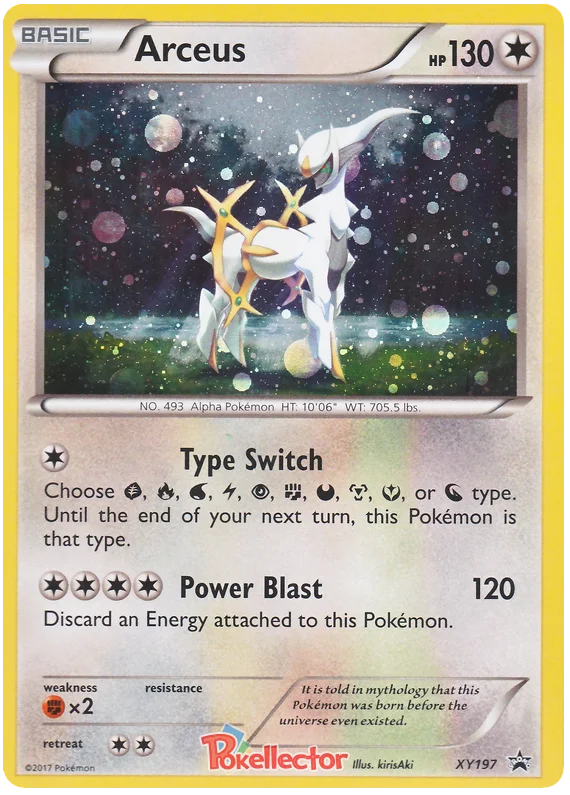 BASIC
Arceus
HP 130
NO. 493 Alpha Pokémon HT: 10'06" WT: 705.5 lbs.
Type Switch
Choose , , , , , , , , , or type.
Until the end of your next turn, this Pokémon is
that type.
Power Blast 120
Discard an Energy attached to this Pokémon.
weakness resistance
×2
It is told in mythology that this
Pokémon was born before the
universe even existed.
retreat
©2017 Pokémon
Pokellector
Illus. kirisAki
XY197
PROMO